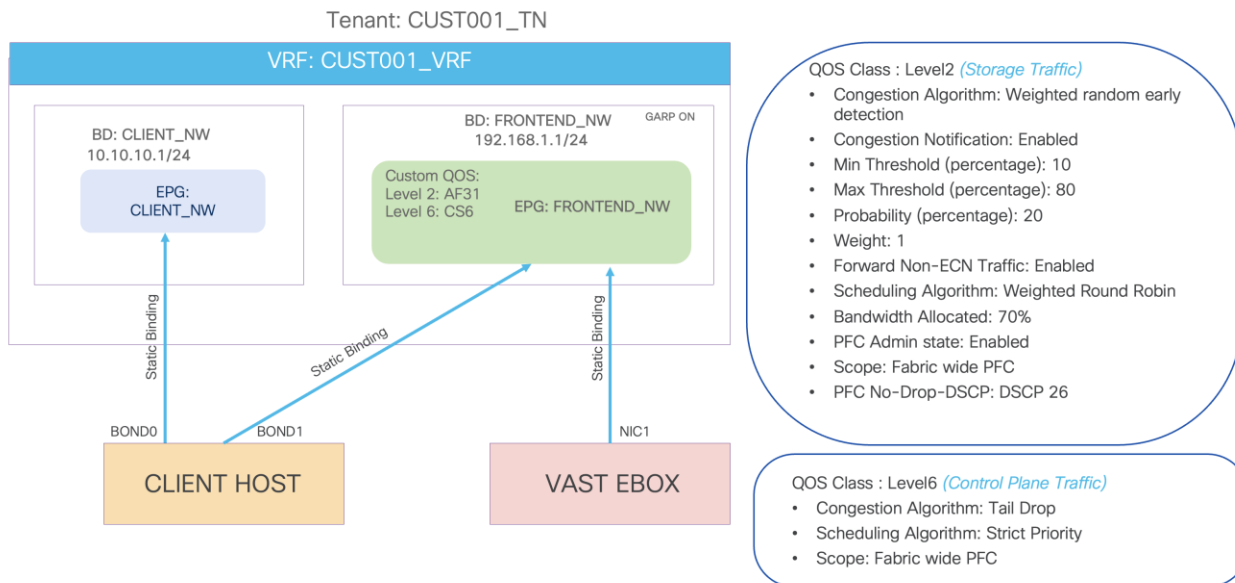 Tenant: CUST001_TN
VRF: CUST001_VRF
BD: CLIENT_NW
10.10.10.1/24
EPG:
CLIENT_NW
BD: FRONTEND_NW
GARP ON
192.168.1.1/24
Custom QOS:
Level 2: AF31
Level 6: CS6
EPG: FRONTEND_NW
Static Binding
Static Binding
Static Binding
BOND0
BOND1
NIC1
CLIENT HOST
VAST EBOX
QOS Class : Level2 (Storage Traffic)
• Congestion Algorithm: Weighted random early
detection
• Congestion Notification: Enabled
• Min Threshold (percentage): 10
• Max Threshold (percentage): 80
• Probability (percentage): 20
• Weight: 1
• Forward Non-ECN Traffic: Enabled
• Scheduling Algorithm: Weighted Round Robin
• Bandwidth Allocated: 70%
• PFC Admin state: Enabled
• Scope: Fabric wide PFC
• PFC No-Drop-DSCP: DSCP 26
QOS Class : Level6 (Control Plane Traffic)
• Congestion Algorithm: Tail Drop
• Scheduling Algorithm: Strict Priority
• Scope: Fabric wide PFC